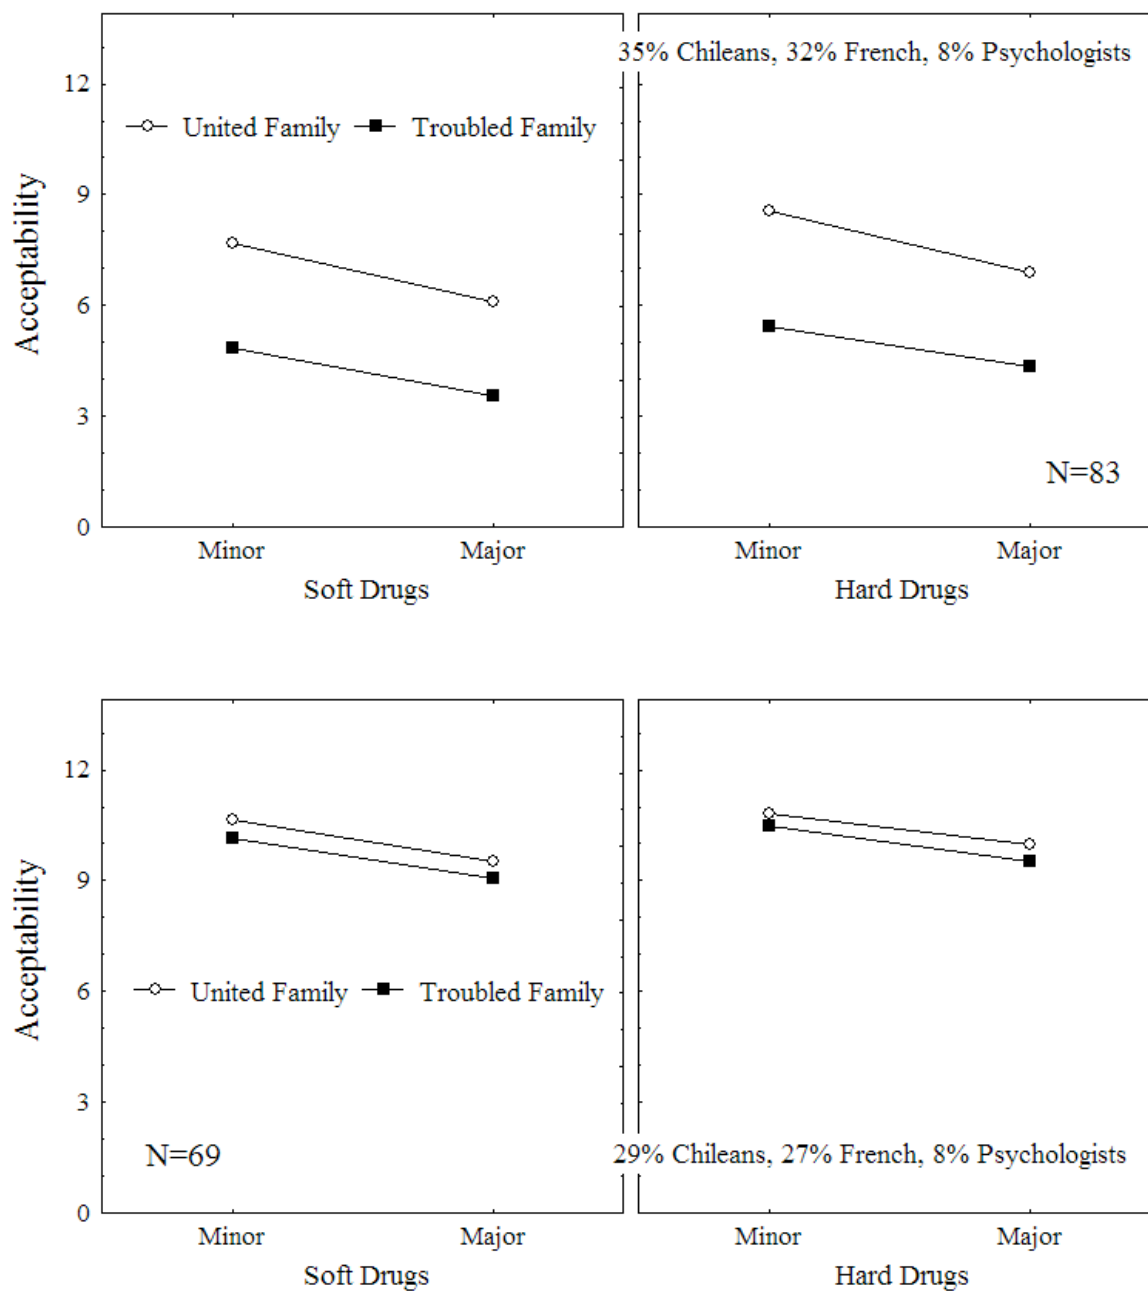 35% Chileans, 32% French, 8% Psychologists
12
United Family Troubled Family
9
Acceptability
6
3
N=83
0
Minor Major Minor Major
Soft Drugs Hard Drugs
12
9
Acceptability
6
United Family Troubled Family
3
N=69 29% Chileans, 27% French, 8% Psychologists
0
Minor Major Minor Major
Soft Drugs Hard Drugs